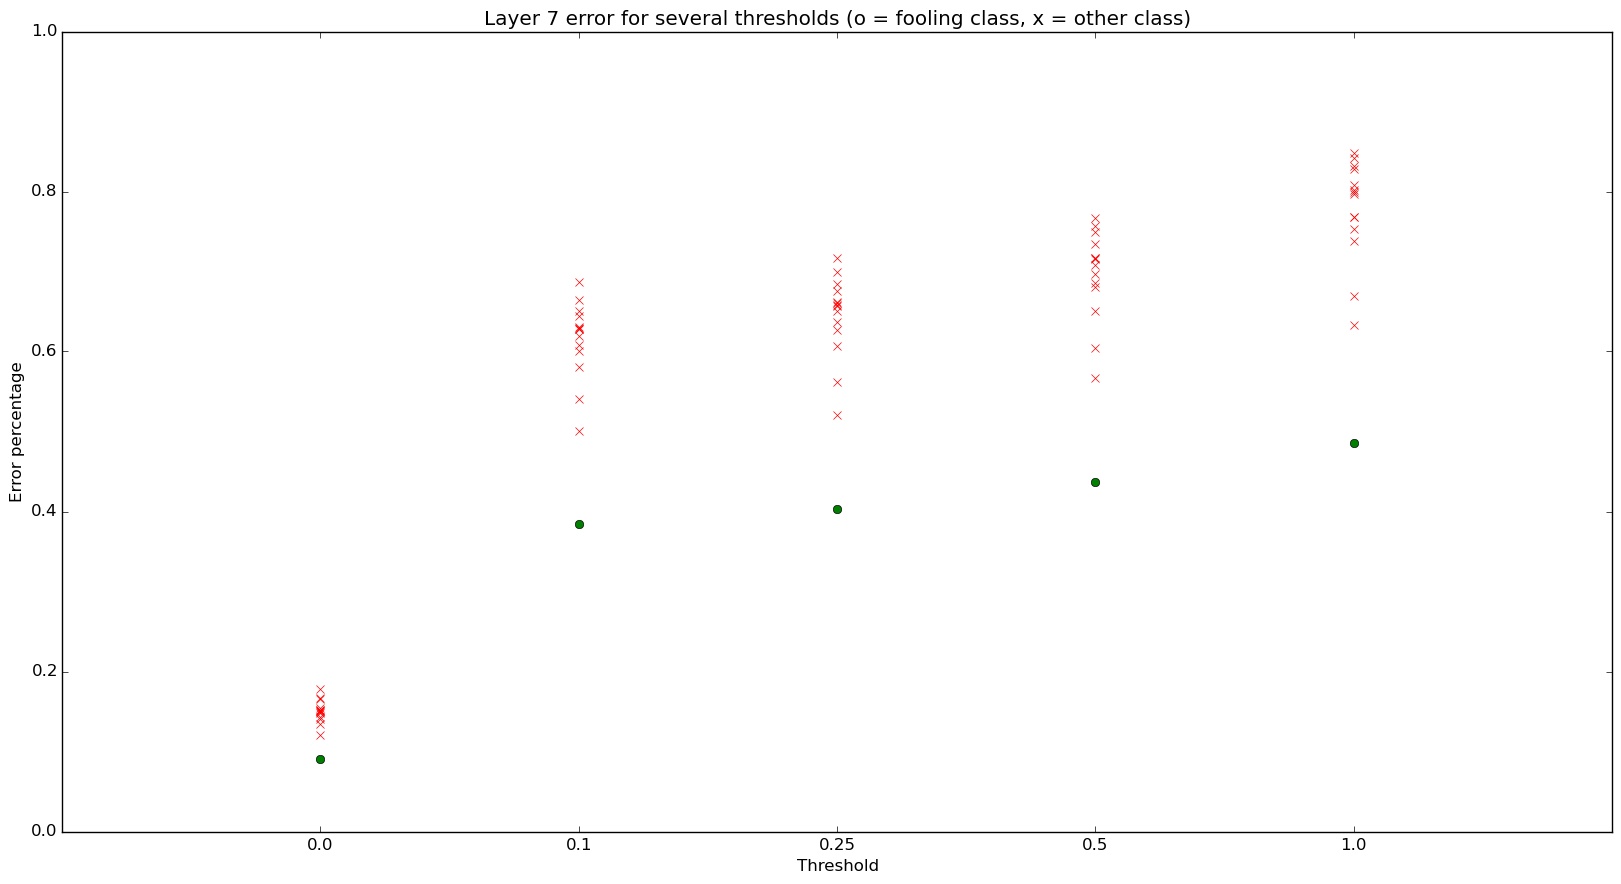 Layer 7 error for several thresholds (o = fooling class, x = other class)
1.0
0.8
0.6
0.4
0.2
0.0
Error percentage
0.0 0.1 0.25 0.5 1.0
Threshold